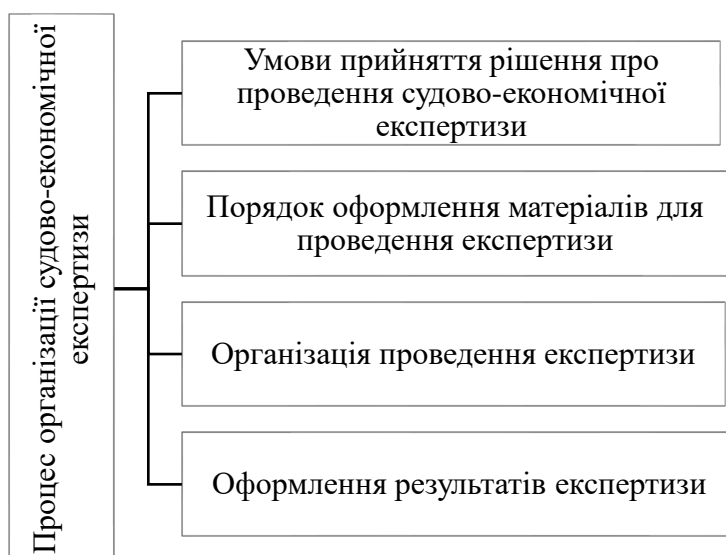 Процес організації судово-економічної
експертизи
Умови прийняття рішення про
проведення судово-економічної
експертизи
Порядок оформлення матеріалів для
проведення експертизи
Організація проведення експертизи
Оформлення результатів експертизи